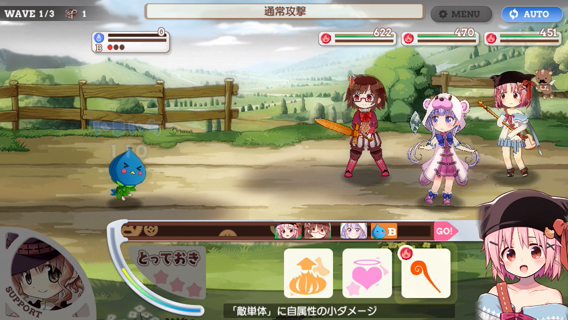 WAVE 1/3 1
通常攻撃
MENU
AUTO
0
B
622
470
451
B
GO!
とっておき
SUPPORT
「敵単体」に自属性の小ダメージ